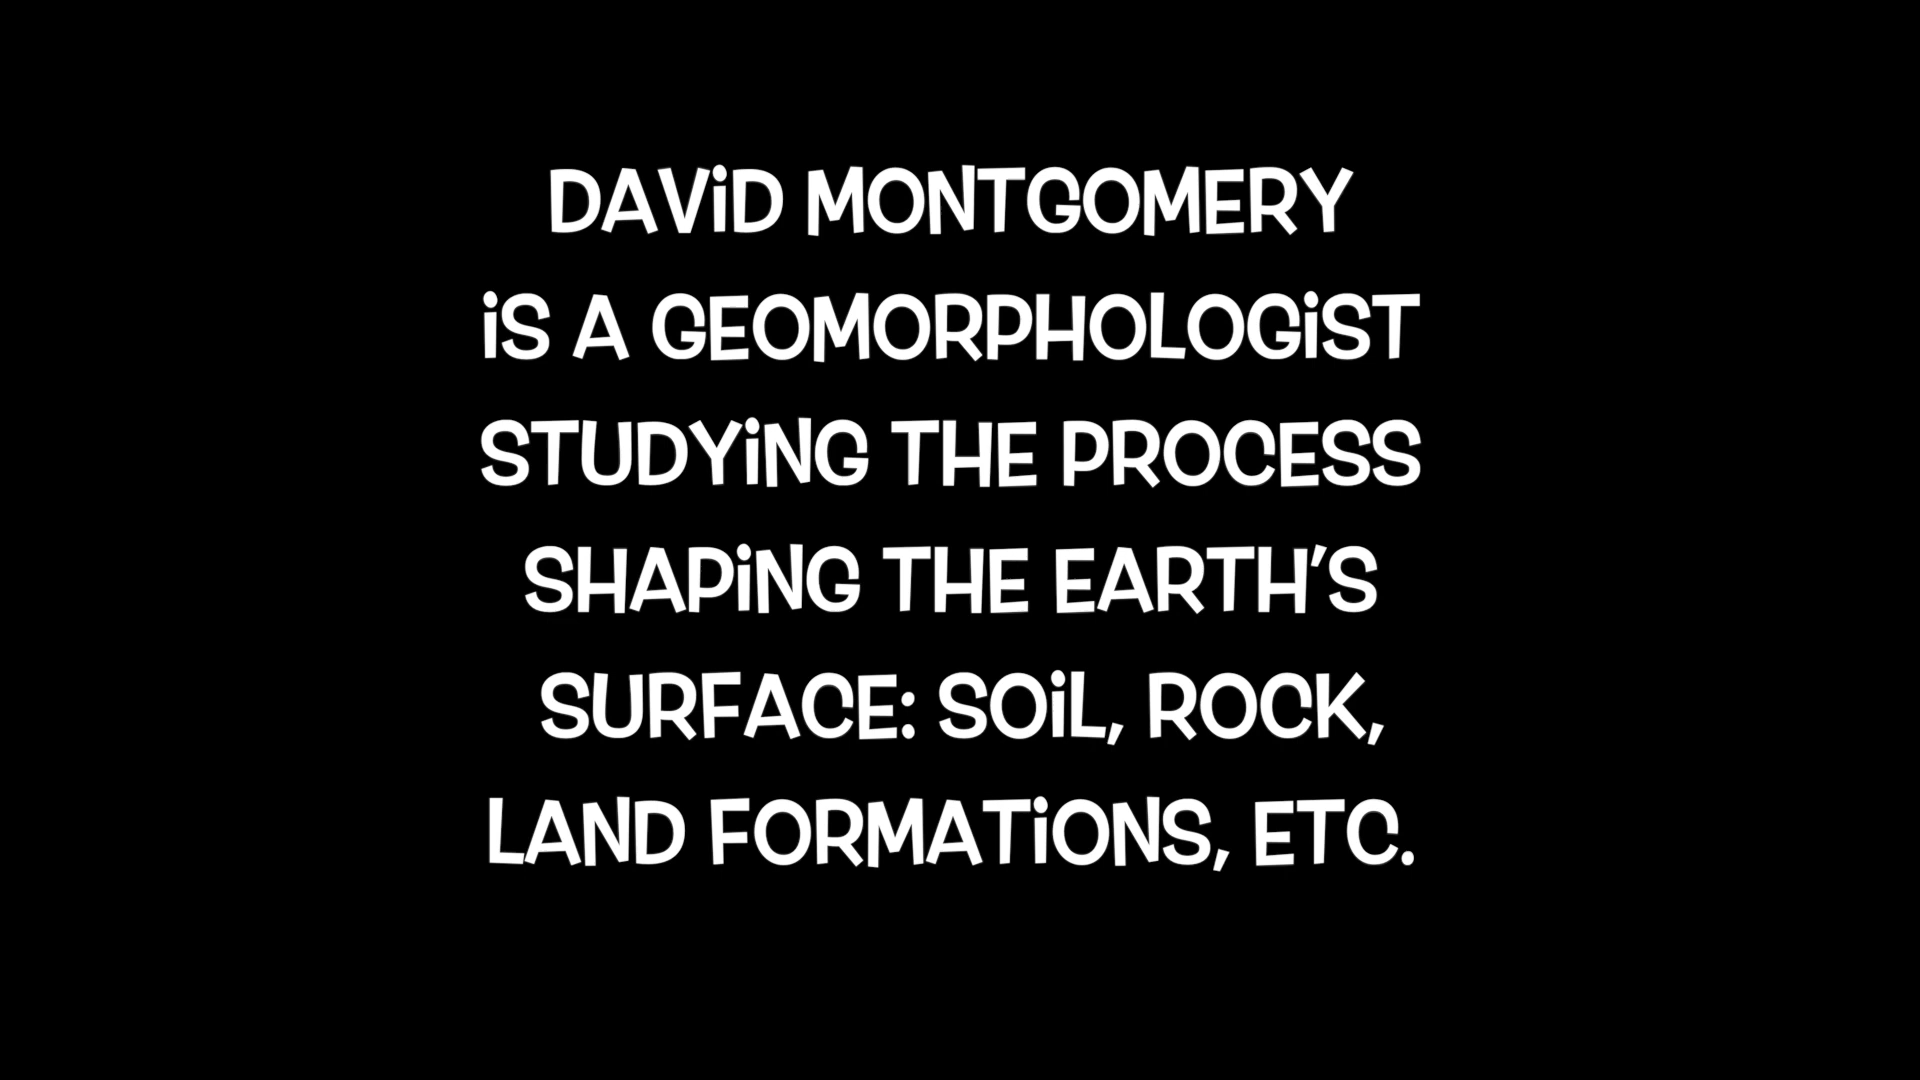 DAViD MONTGOMERY
iS A GEOMORPHOLOGiST
STUDYiNG THE PROCESS
SHAPiNG THE EARTH'S
SURFACE: SOiL, ROCK,
LAND FORMATiONS, ETC.